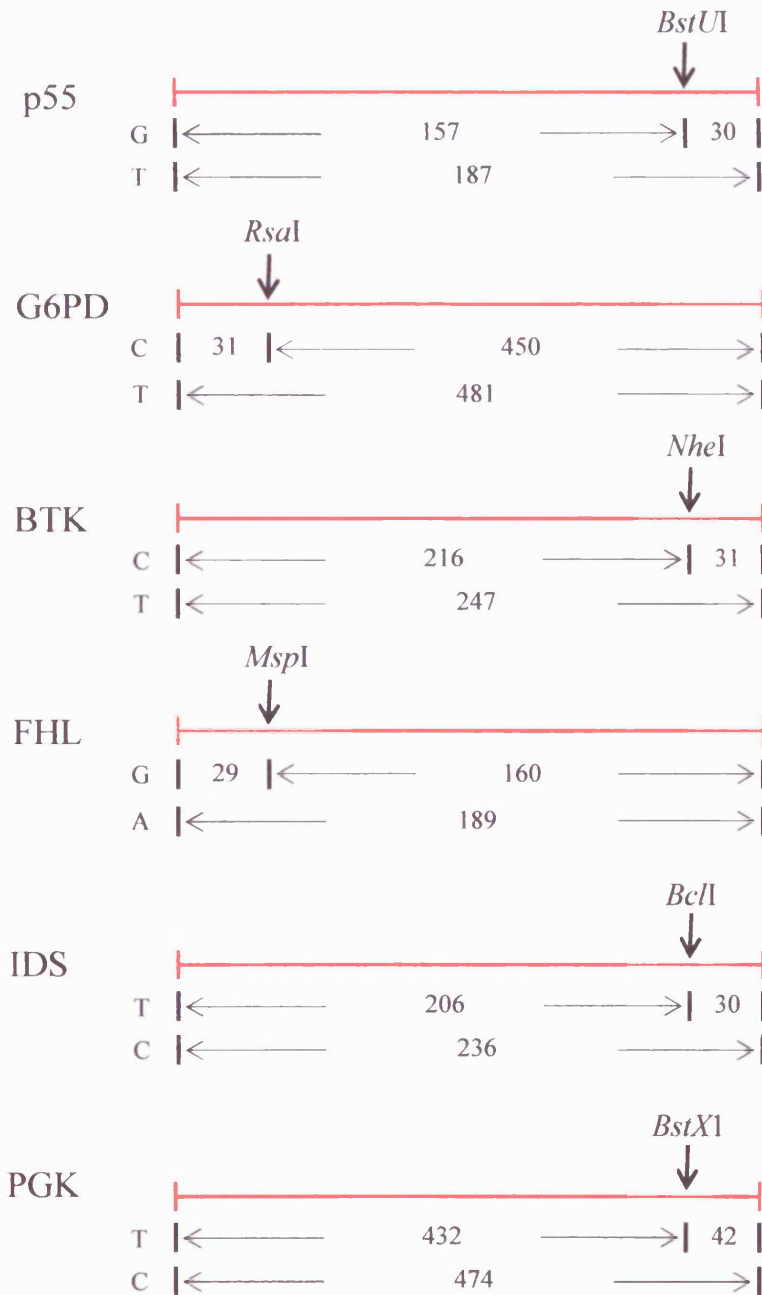 BstUI
p55
G 157 30
T 187
RsaI
G6PD
C 31 450
T 481
NheI
BTK
C 216 31
T 247
MspI
FHL
G 29 160
A 189
BclI
IDS
T 206 30
C 236
BstXI
PGK
T 432 42
C 474